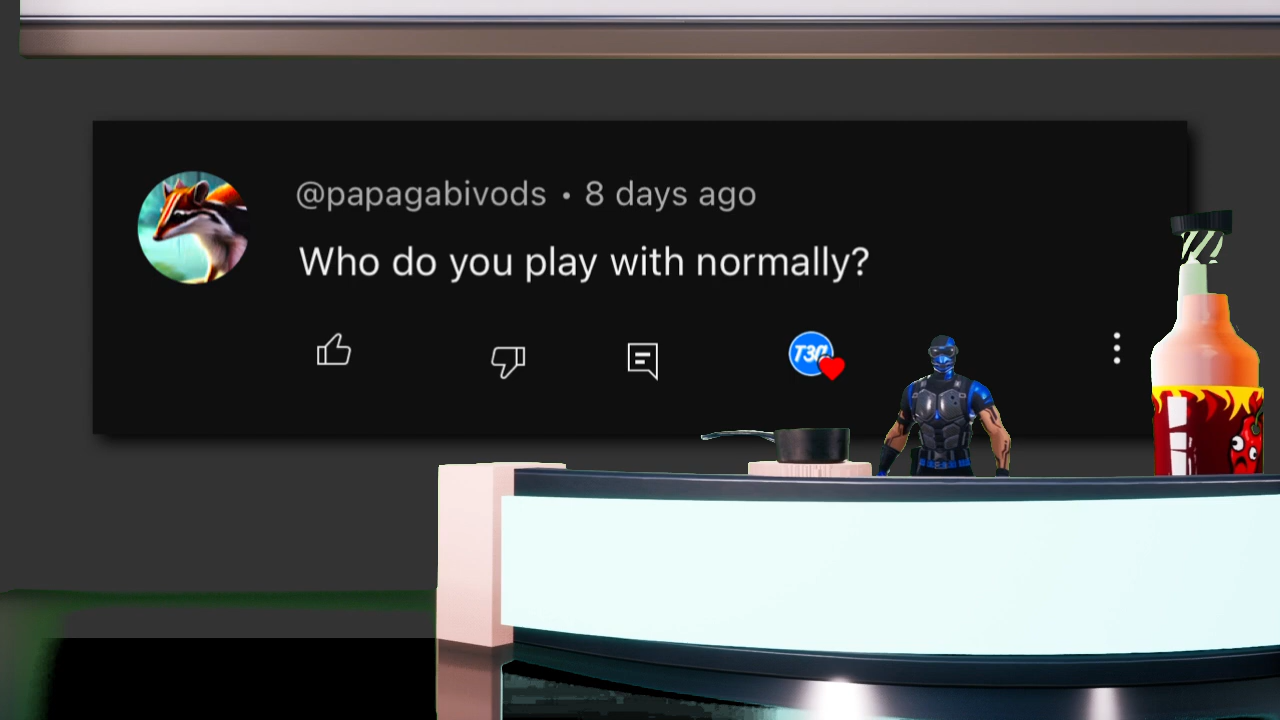 @papagabivods • 8 days ago
Who do you play with normally?